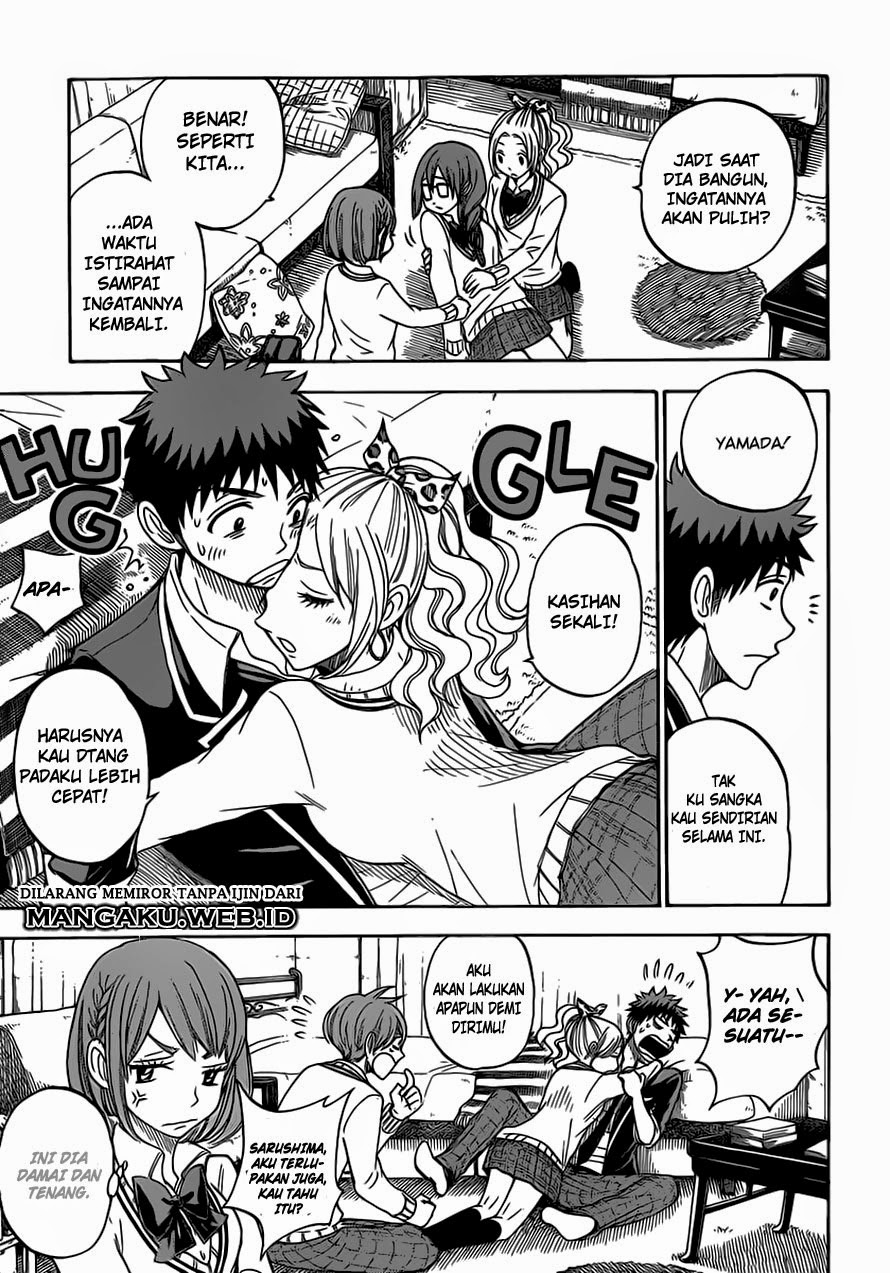 JADI SAAT
DIA BANGUN,
INGATANNYA
AKAN PULIH?
BENAR!
SEPERTI
KITA...
...ADA
WAKTU
ISTIRAHAT
SAMPAI
INGATANNYA
KEMBALI.
YAMADA!
TAK
KU SANGKA
KAU SENDIRIAN
SELAMA INI.
HUG
GLE
KASIHAN
SEKALI!
APA-
HARUSNYA
KAU DTANG
PADAKU LEBIH
CEPAT!
DILARANG MEMIROR TANPA IJIN DARI
MANGAKU.WEB.ID
Y-YAH, \
ADA SE-
SUATU--
AKU
AKAN LAKUKAN
APAPUN DEMI
DIRIMU!
SARUSHIMA,
AKU TERLU-
PAKAN JUGA,
KAU TAHU
ITU?
INI DIA
DAMAI DAN
TENANG.